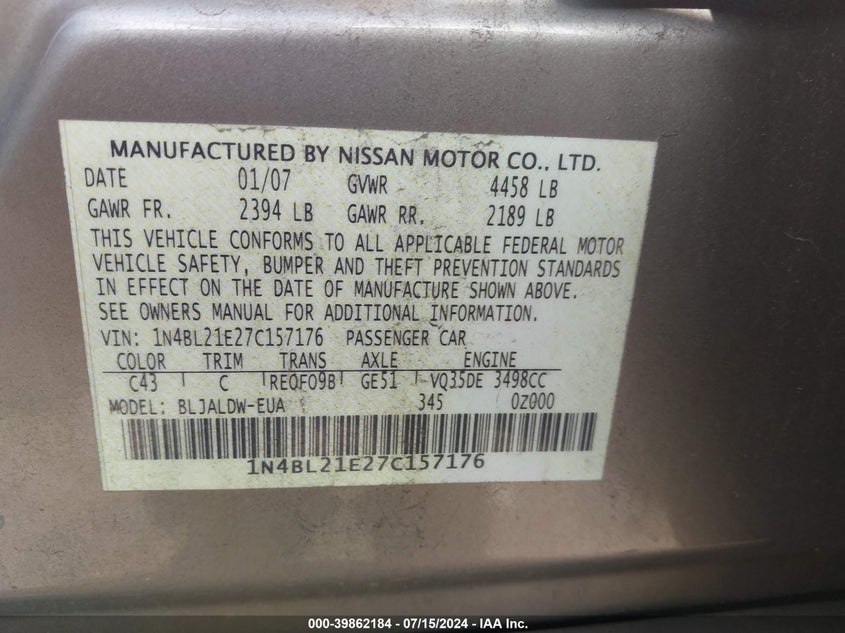 MANUFACTURED BY NISSAN MOTOR CO., LTD.
DATE 01/07 GVWR 4458 LB
GAWR FR. 2394 LB GAWR RR. 2189 LB
THIS VEHICLE CONFORMS TO ALL APPLICABLE FEDERAL MOTOR
VEHICLE SAFETY, BUMPER AND THEFT PREVENTION STANDARDS
IN EFFECT ON THE DATE OF MANUFACTURE SHOWN ABOVE.
SEE OWNERS MANUAL FOR ADDITIONAL INFORMATION.
VIN: 1N4BL21E27C157176 PASSENGER CAR
COLOR TRIM TRANS AXLE ENGINE
C43 C RE0F09B GE51 VQ35DE 3498CC
MODEL: BLJALDW-EUA 345 0Z000
1N4BL21E27C157176
000-39862184 - 07/15/2024 - IAA Inc.